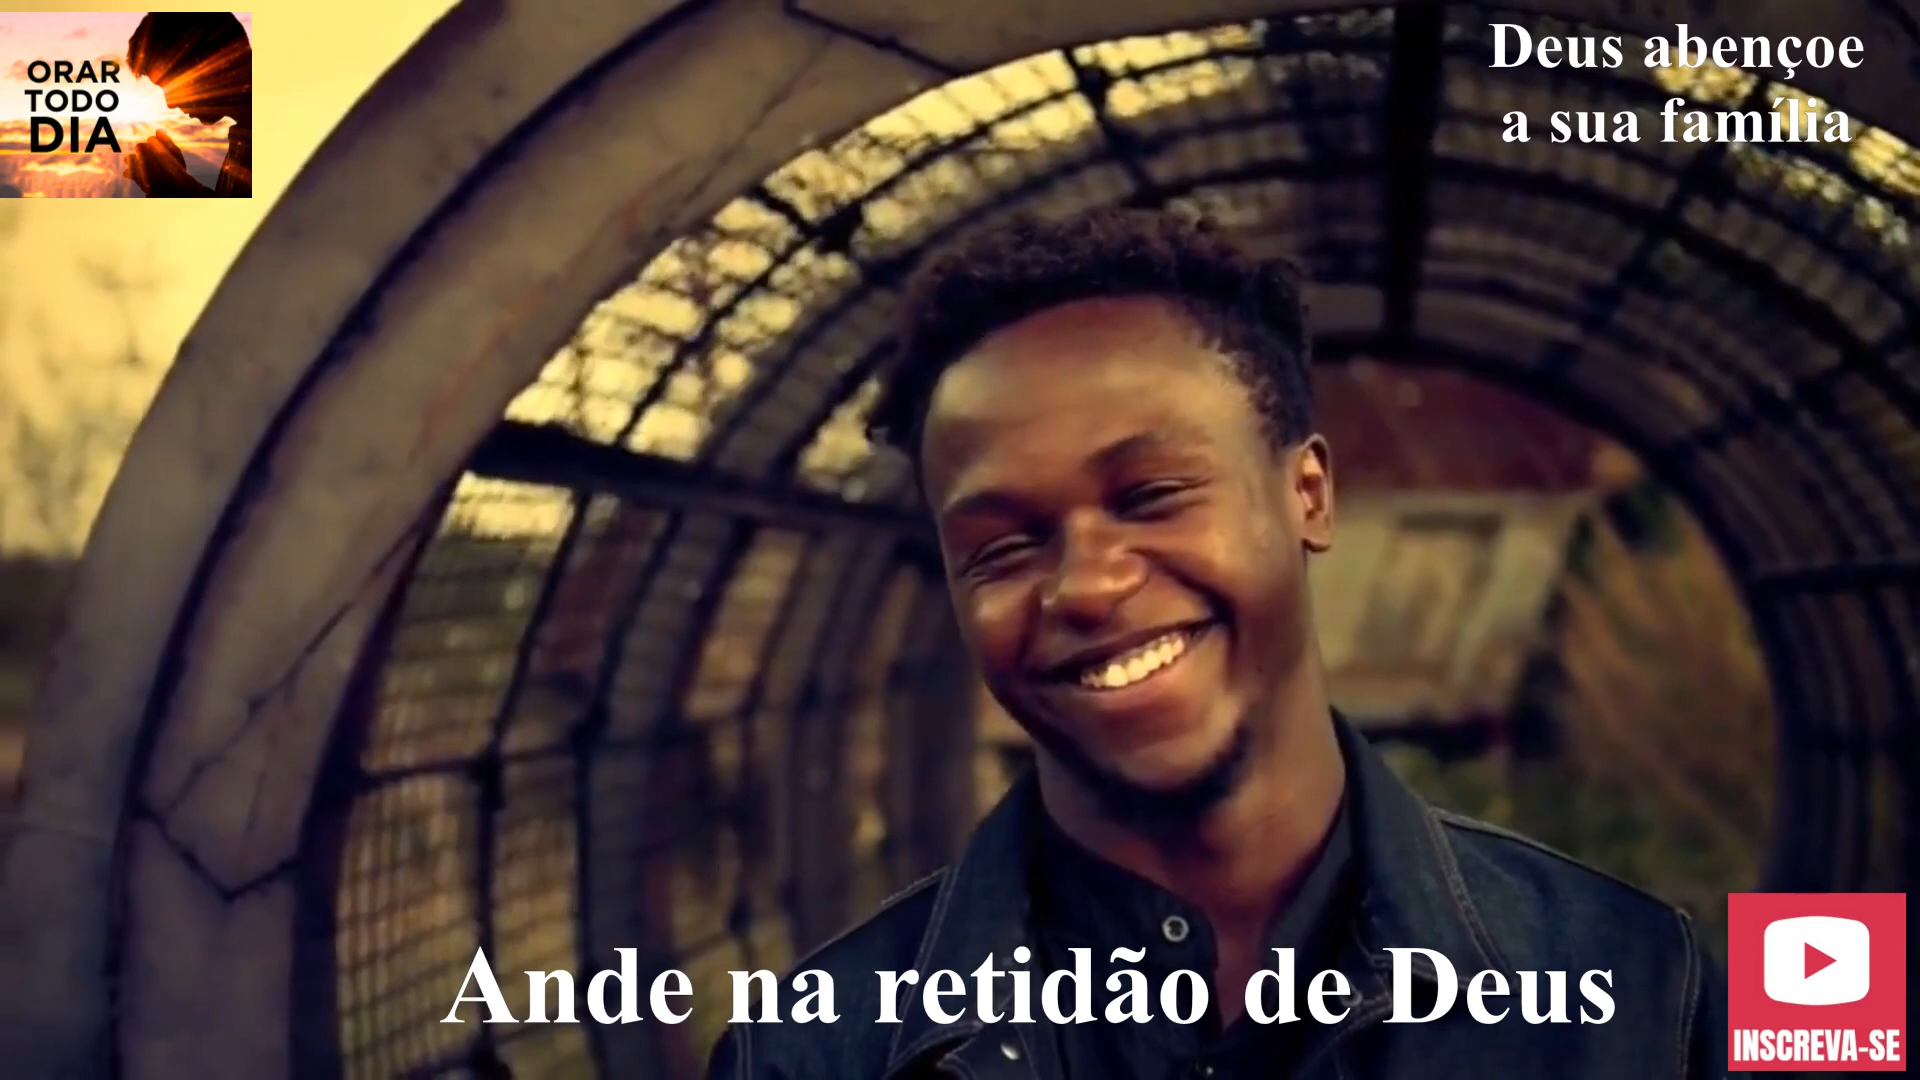 ORAR
TODO
DIA
Deus abençoe
a sua família
Ande na retidão de Deus
INSCREVA-SE